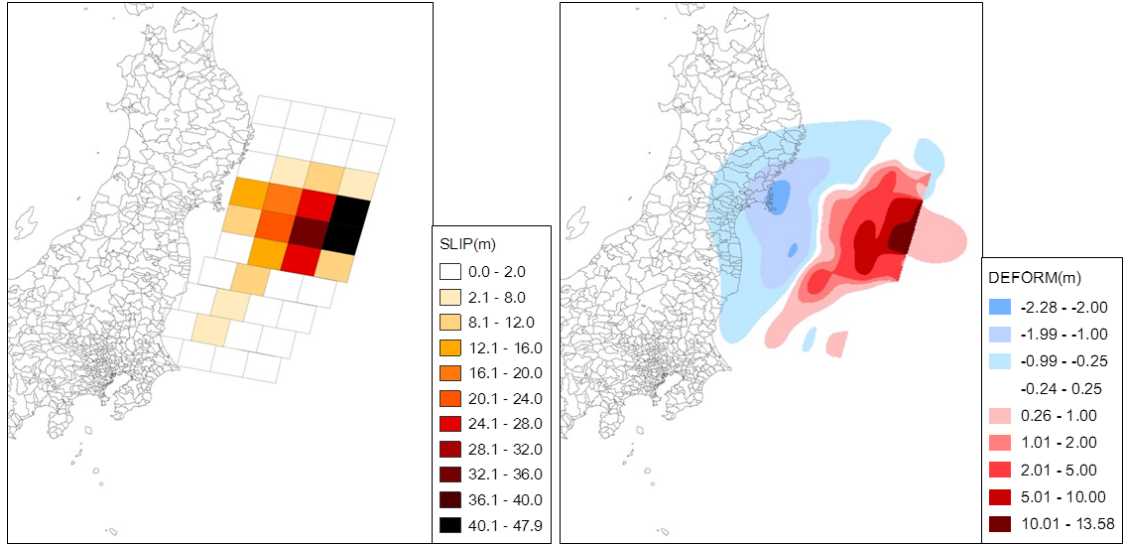 SLIP(m)
0.0 - 2.0
2.1 - 8.0
8.1 - 12.0
12.1 - 16.0
16.1 - 20.0
20.1 - 24.0
24.1 - 28.0
28.1 - 32.0
32.1 - 36.0
36.1 - 40.0
40.1 - 47.9
DEFORM(m)
-2.28 - -2.00
-1.99 - -1.00
-0.99 - -0.25
-0.24 - 0.25
0.26 - 1.00
1.01 - 2.00
2.01 - 5.00
5.01 - 10.00
10.01 - 13.58